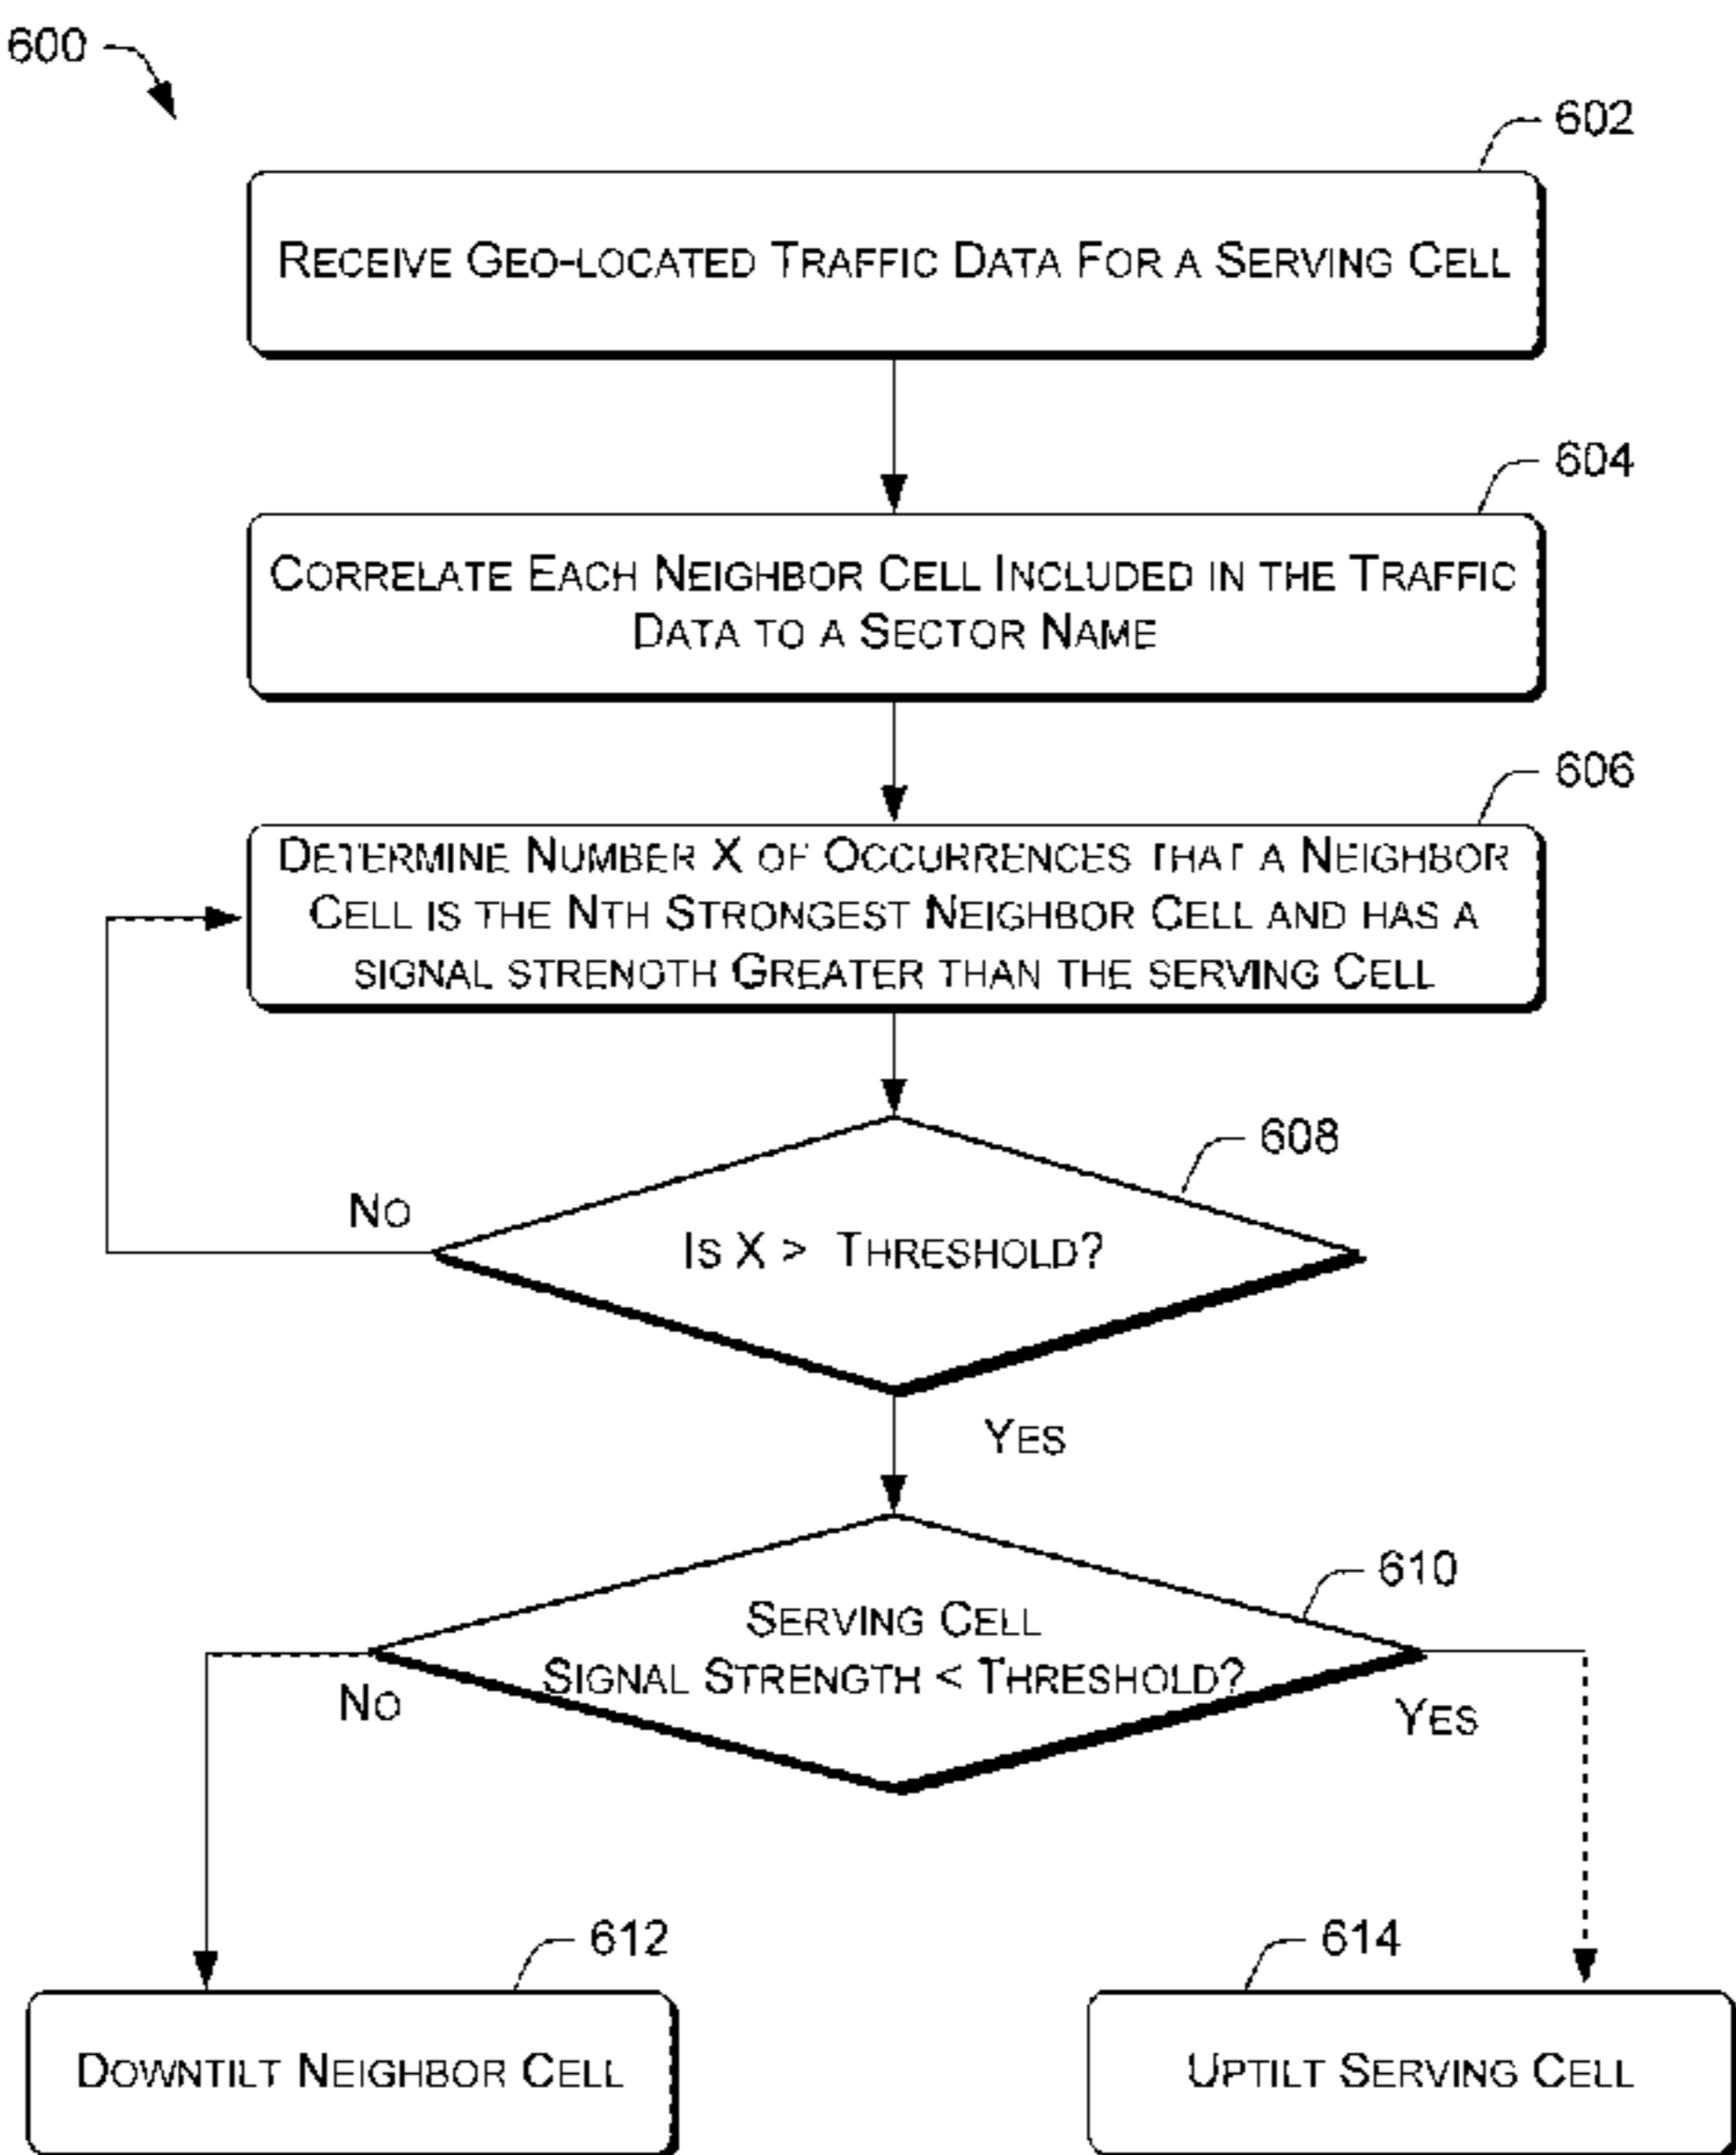 600
602
RECEIVE GEO-LOCATED TRAFFIC DATA FOR A SERVING CELL
604
CORRELATE EACH NEIGHBOR CELL INCLUDED IN THE TRAFFIC
DATA TO A SECTOR NAME
606
DETERMINE NUMBER X OF OCCURRENCES THAT A NEIGHBOR
CELL IS THE NTH STRONGEST NEIGHBOR CELL AND HAS A
SIGNAL STRENGTH GREATER THAN THE SERVING CELL
608
NO
IS X > THRESHOLD?
YES
610
SERVING CELL
SIGNAL STRENGTH < THRESHOLD?
NO
YES
612
614
DOWNTILT NEIGHBOR CELL
UPTILT SERVING CELL